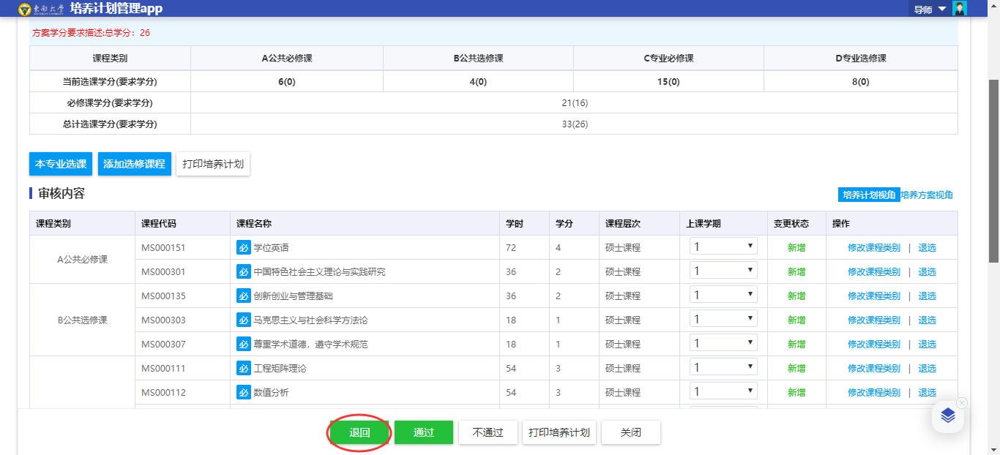 东南大学 培养计划管理app 导师
方案学分要求描述:总学分：26
课程类别 A公共必修课 B公共选修课 C专业必修课 D专业选修课
当前选课学分(要求学分) 6(0) 4(0) 15(0) 8(0)
必修课学分(要求学分) 21(16)
总计选课学分(要求学分) 33(26)
本专业选课 添加选修课程 打印培养计划
审核内容 培养计划视角 培养方案视角
课程类别 课程代码 课程名称 学时 学分 课程层次 上课学期 变更状态 操作
A公共必修课
MS000151 必 学位英语 72 4 硕士课程 1 新增 修改课程类别 | 退选
MS000301 必 中国特色社会主义理论与实践研究 36 2 硕士课程 1 新增 修改课程类别 | 退选
B公共选修课
MS000135 必 创新创业与管理基础 36 2 硕士课程 1 新增 修改课程类别 | 退选
MS000303 必 马克思主义与社会科学方法论 18 1 硕士课程 1 新增 修改课程类别 | 退选
MS000307 必 尊重学术道德，遵守学术规范 18 1 硕士课程 1 新增 修改课程类别 | 退选
MS000111 必 工程矩阵理论 54 3 硕士课程 1 新增 修改课程类别 | 退选
MS000112 必 数值分析 54 3 硕士课程 1 新增 修改课程类别 | 退选
退回 通过 不通过 打印培养计划 关闭